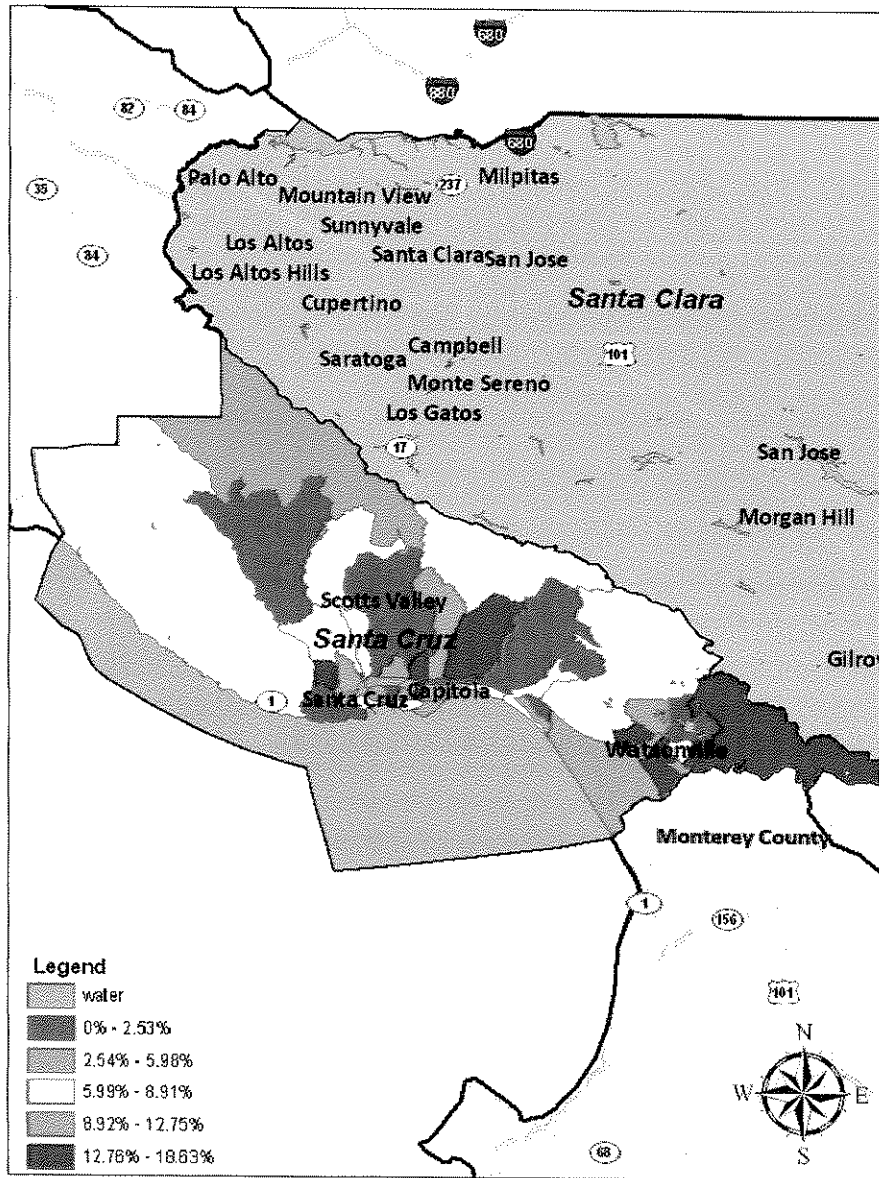 680
880
82
84
680
35
Palo Alto
237
Milpitas
Mountain View
Sunnyvale
84
Los Altos
Santa Clara
San Jose
Los Altos Hills
Cupertino
Santa Clara
Saratoga
Campbell
101
Monte Sereno
Los Gatos
17
San Jose
Morgan Hill
Scotts Valley
Santa Cruz
Gilroy
1
Santa Cruz
Capitola
Watsonville
Monterey County
1
156
Legend
water
0% - 2.53%
2.54% - 5.98%
5.99% - 8.91%
8.92% - 12.75%
12.76% - 18.63%
101
N
W
E
S
68